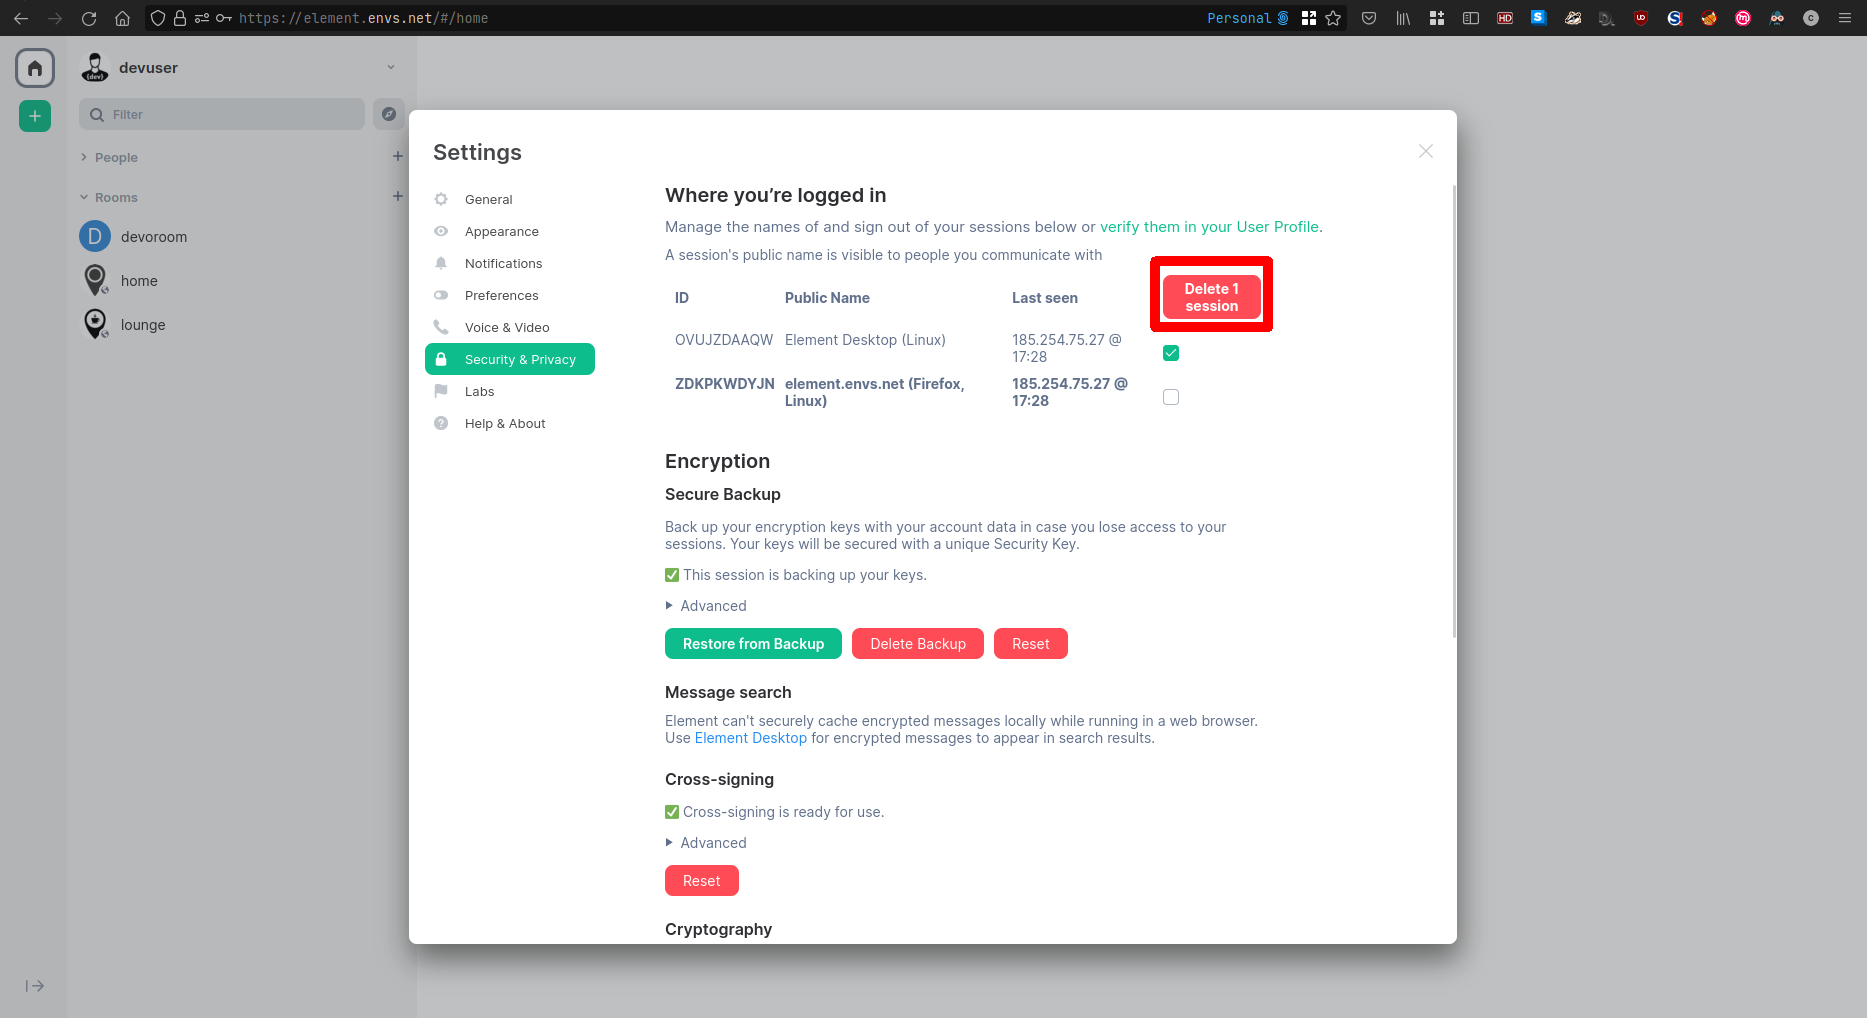 https://element.envs.net/#/home
Personal
devuser
Filter
People
Rooms
D devoroom
home
lounge
Settings
General
Appearance
Notifications
Preferences
Voice & Video
Security & Privacy
Labs
Help & About
Where you’re logged in
Manage the names of and sign out of your sessions below or verify them in your User Profile.
A session's public name is visible to people you communicate with
ID Public Name Last seen
Delete 1
session
OVUJZDAAQW Element Desktop (Linux) 185.254.75.27 @
17:28
ZDKPKWDYJN element.envs.net (Firefox, 185.254.75.27 @
Linux) 17:28
Encryption
Secure Backup
Back up your encryption keys with your account data in case you lose access to your
sessions. Your keys will be secured with a unique Security Key.
✅ This session is backing up your keys.
Advanced
Restore from Backup Delete Backup Reset
Message search
Element can't securely cache encrypted messages locally while running in a web browser.
Use Element Desktop for encrypted messages to appear in search results.
Cross-signing
✅ Cross-signing is ready for use.
Advanced
Reset
Cryptography